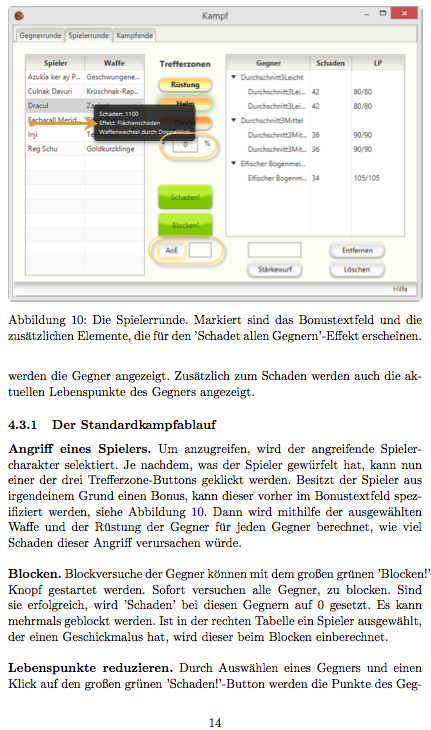 Kampf
Gegnerrunde Spielerrunde Kampfende
Spieler Waffe
Azukia ker ay P... Geschwungene...
Culnak Davuri Krüschnak-Rap...
Dracul
Facharall Merid...
Inji
Reg Schu Goldkurzklinge
Schaden: 1100
Effekt: Flächenschaden
Waffenwechsel durch Doppelklick
Trefferzonen
Rüstung
Helm
+ 0 %
Schaden!
Blocken!
AoE
Gegner Schaden LP
Durchschnitt3Leicht
Durchschnitt3Lei... 42 80/80
Durchschnitt3Lei... 42 80/80
Durchschnitt3Mittel
Durchschnitt3Mit... 36 90/90
Durchschnitt3Mit... 36 90/90
Elfischer Bogenmei...
Elfischer Bogenm... 34 105/105
Entfernen
Stärkewurf Löschen
Hilfe
Abbildung 10: Die Spielerrunde. Markiert sind das Bonustextfeld und die
zusätzlichen Elemente, die für den 'Schadet allen Gegnern'-Effekt erscheinen.
werden die Gegner angezeigt. Zusätzlich zum Schaden werden auch die ak-
tuellen Lebenspunkte des Gegners angezeigt.
4.3.1 Der Standardkampfablauf
Angriff eines Spielers. Um anzugreifen, wird der angreifende Spieler-
charakter selektiert. Je nachdem, was der Spieler gewürfelt hat, kann nun
einer der drei Trefferzone-Buttons geklickt werden. Besitzt der Spieler aus
irgendeinem Grund einen Bonus, kann dieser vorher im Bonustextfeld spez-
ifiziert werden, siehe Abbildung 10. Dann wird mithilfe der ausgewählten
Waffe und der Rüstung der Gegner für jeden Gegner berechnet, wie viel
Schaden dieser Angriff verursachen würde.
Blocken. Blockversuche der Gegner können mit dem großen grünen 'Blocken!'
Knopf gestartet werden. Sofort versuchen alle Gegner, zu blocken. Sind
sie erfolgreich, wird 'Schaden' bei diesen Gegnern auf 0 gesetzt. Es kann
mehrmals geblockt werden. Ist in der rechten Tabelle ein Spieler ausgewählt,
der einen Geschickmalus hat, wird dieser beim Blocken einberechnet.
Lebenspunkte reduzieren. Durch Auswählen eines Gegners und einen
Klick auf den großen grünen 'Schaden!'-Button werden die Punkte des Geg-
14